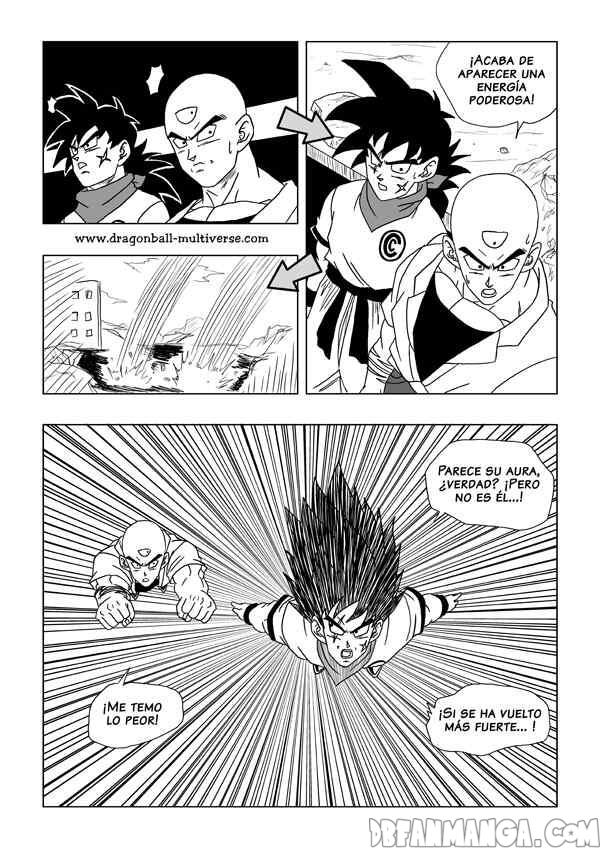 ¡Acaba de
aparecer una
energía
poderosa!
www.dragonball-multiverse.com
C
Parece su aura,
¿verdad? ¡Pero
no es él...!
¡Me temo
lo peor!
¡Si se ha vuelto
más fuerte... !
DBFANMANGA.COM